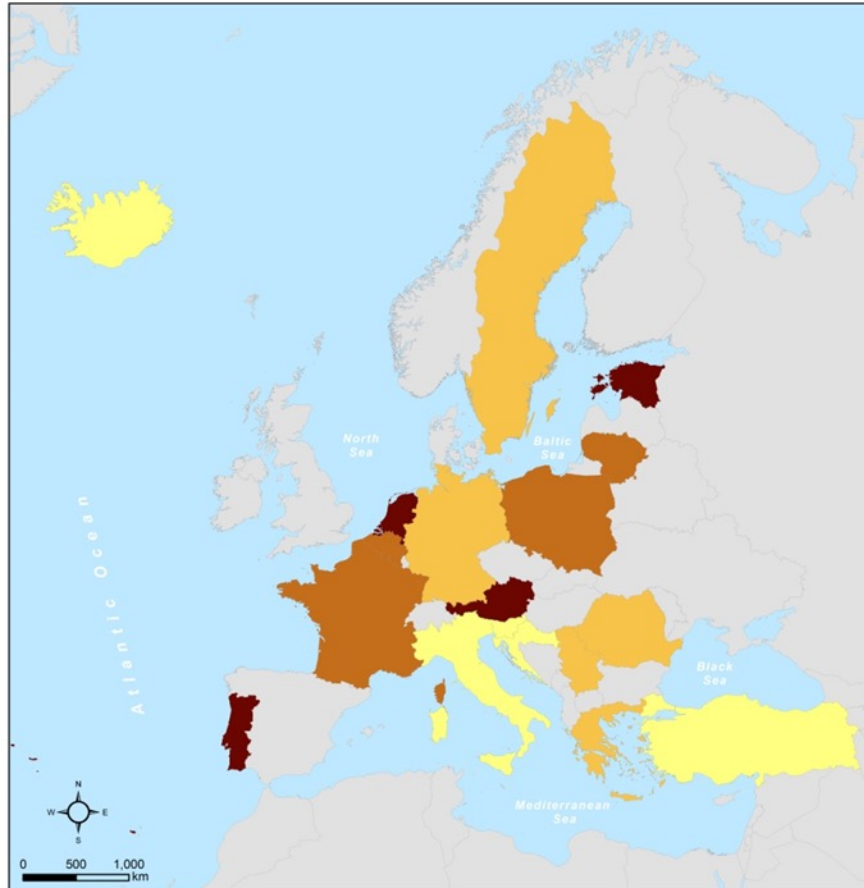 North
Sea
Baltic
Sea
Atlantic Ocean
Black
Sea
Mediterranean
Sea
N
W
E
S
0 500 1,000
km